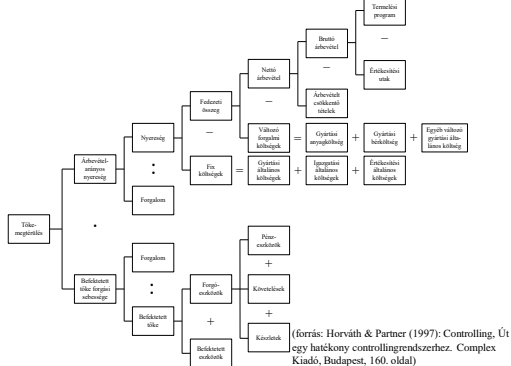 Termelési
program
–
Bruttó
árbevétel
Értékesítési
utak
Nettó
árbevétel
–
Árbevételt
csökkentő
tételek
Fedezeti
összeg
–
Változó
forgalmi
költségek
=
Gyártási
anyagköltség
+
Gyártási
bérköltség
+
Egyéb változó
gyártási álta-
lános költség
Nyereség
–
Fix
költségek
=
Gyártási
általános
költségek
+
Igazgatási
általános
költségek
+
Értékesítési
általános
költségek
Árbevétel-
arányos
nyereség
:
Forgalom
Tőke-
megtérülés
·
Forgalom
Befektetett
tőke forgási
sebessége
:
Befektetett
tőke
Forgó-
eszközök
+
Befektetett
eszközök
Pénz-
eszközök
+
Követelések
+
Készletek
(forrás: Horváth & Partner (1997): Controlling, Út
egy hatékony controllingrendszerhez. Complex
Kiadó, Budapest, 160. oldal)